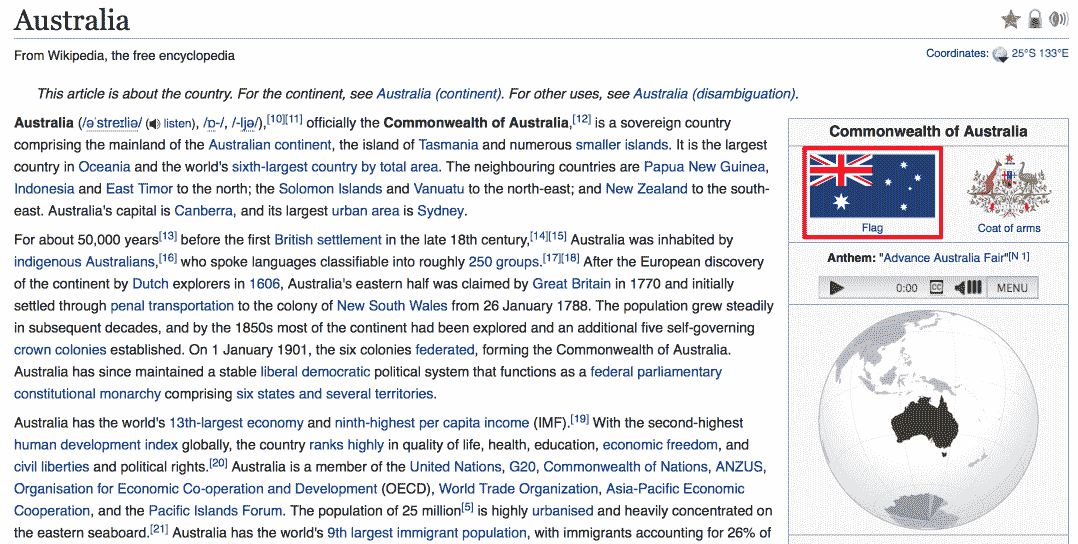 Australia
From Wikipedia, the free encyclopedia
Coordinates: 25°S 133°E
This article is about the country. For the continent, see Australia (continent). For other uses, see Australia (disambiguation).
Australia (/əˈstreɪliə/ (listen), /ɒ-/, /-ljə/),[10][11] officially the Commonwealth of Australia,[12] is a sovereign country
comprising the mainland of the Australian continent, the island of Tasmania and numerous smaller islands. It is the largest
country in Oceania and the world's sixth-largest country by total area. The neighbouring countries are Papua New Guinea,
Indonesia and East Timor to the north; the Solomon Islands and Vanuatu to the north-east; and New Zealand to the south-
east. Australia's capital is Canberra, and its largest urban area is Sydney.
For about 50,000 years[13] before the first British settlement in the late 18th century,[14][15] Australia was inhabited by
indigenous Australians,[16] who spoke languages classifiable into roughly 250 groups.[17][18] After the European discovery
of the continent by Dutch explorers in 1606, Australia's eastern half was claimed by Great Britain in 1770 and initially
settled through penal transportation to the colony of New South Wales from 26 January 1788. The population grew steadily
in subsequent decades, and by the 1850s most of the continent had been explored and an additional five self-governing
crown colonies established. On 1 January 1901, the six colonies federated, forming the Commonwealth of Australia.
Australia has since maintained a stable liberal democratic political system that functions as a federal parliamentary
constitutional monarchy comprising six states and several territories.
Australia has the world's 13th-largest economy and ninth-highest per capita income (IMF).[19] With the second-highest
human development index globally, the country ranks highly in quality of life, health, education, economic freedom, and
civil liberties and political rights.[20] Australia is a member of the United Nations, G20, Commonwealth of Nations, ANZUS,
Organisation for Economic Co-operation and Development (OECD), World Trade Organization, Asia-Pacific Economic
Cooperation, and the Pacific Islands Forum. The population of 25 million[5] is highly urbanised and heavily concentrated on
the eastern seaboard.[21] Australia has the world's 9th largest immigrant population, with immigrants accounting for 26% of
Commonwealth of Australia
Flag
Coat of arms
Anthem: "Advance Australia Fair"[N 1]
0:00 CC MENU